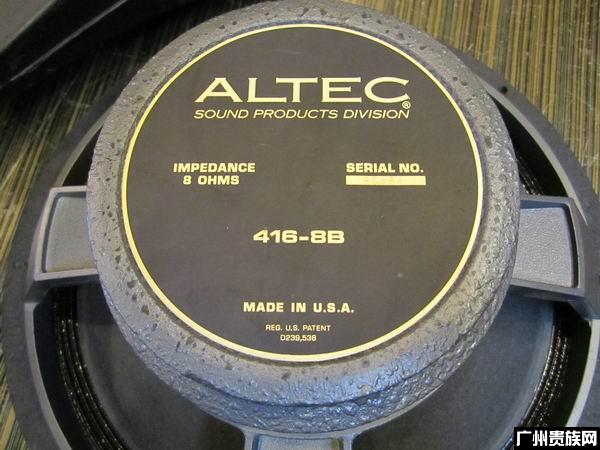 ALTEC®
SOUND PRODUCTS DIVISION
IMPEDANCE
8 OHMS
SERIAL NO.
416-8B
MADE IN U.S.A.
REG. U.S. PATENT
D239,538
广州贵族网